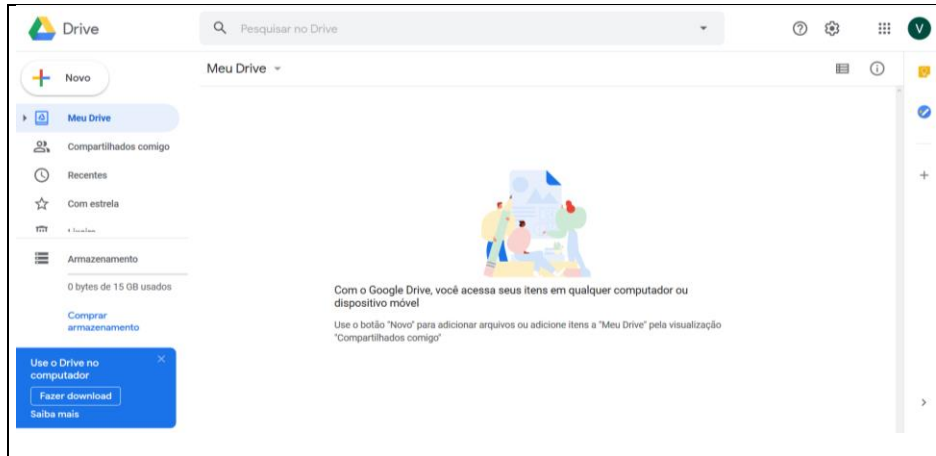 Drive
Pesquisar no Drive
V
Novo
Meu Drive
Meu Drive
Compartilhados comigo
Recentes
Com estrela
Armazenamento
0 bytes de 15 GB usados
Comprar
armazenamento
Com o Google Drive, você acessa seus itens em qualquer computador ou
dispositivo móvel
Use o botão "Novo" para adicionar arquivos ou adicione itens a "Meu Drive" pela visualização
"Compartilhados comigo"
Use o Drive no
computador
Fazer download
Saiba mais